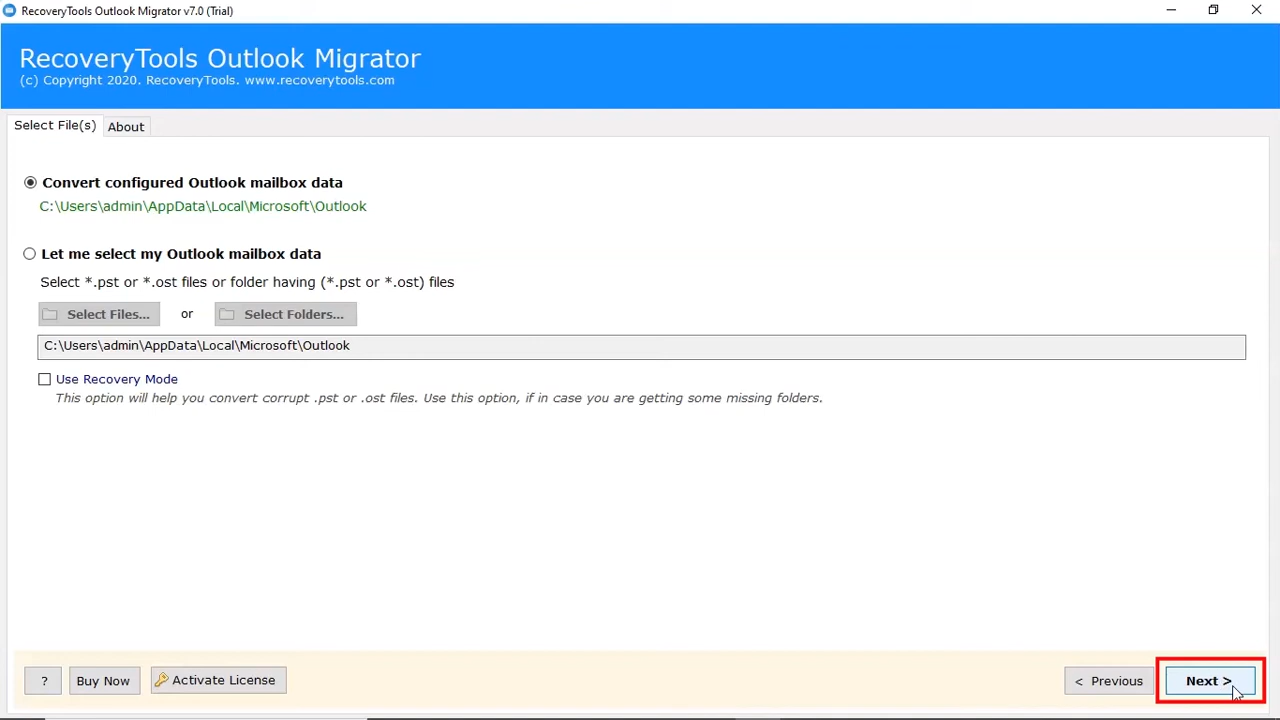 RecoveryTools Outlook Migrator v7.0 (Trial)
RecoveryTools Outlook Migrator
(c) Copyright 2020. RecoveryTools. www.recoverytools.com
Select File(s) About
Convert configured Outlook mailbox data
C:\Users\admin\AppData\Local\Microsoft\Outlook
Let me select my Outlook mailbox data
Select *.pst or *.ost files or folder having (*.pst or *.ost) files
Select Files... or Select Folders...
C:\Users\admin\AppData\Local\Microsoft\Outlook
Use Recovery Mode
This option will help you convert corrupt .pst or .ost files. Use this option, if in case you are getting some missing folders.
? Buy Now Activate License < Previous Next >